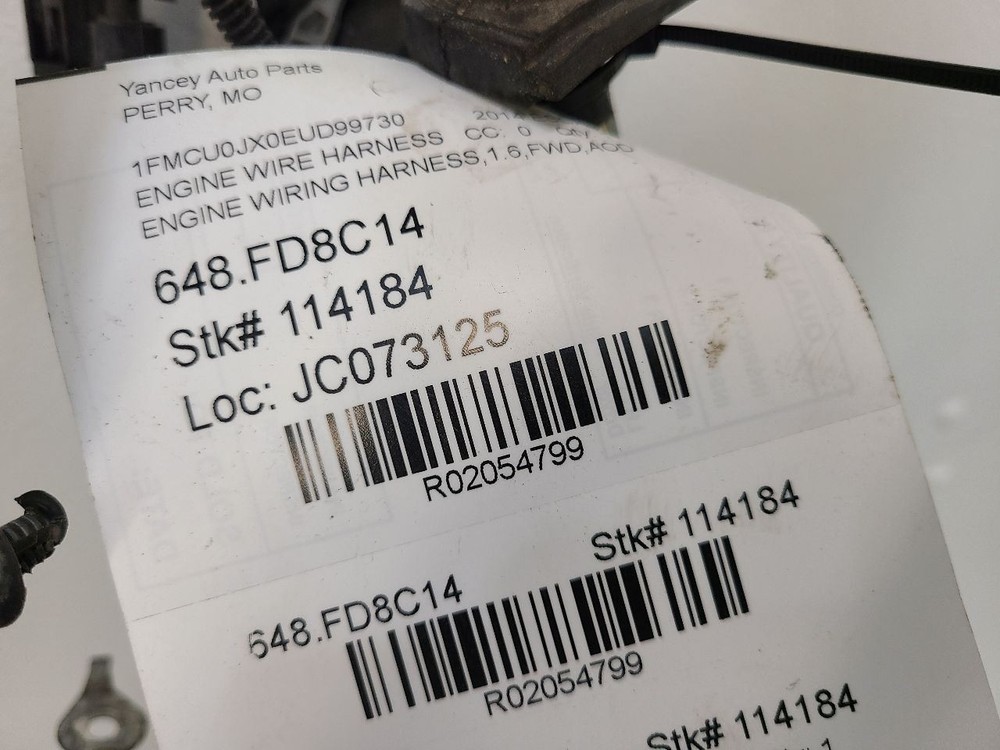 Yancey Auto Parts
PERRY, MO
1FMCU0JX0EUD99730
ENGINE WIRE HARNESS CC: 0 Qty
ENGINE WIRING HARNESS,1.6,FWD,
648.FD8C14
Stk# 114184
Loc: JC073125
R02054799
Stk# 114184
648.FD8C14
R02054799
Stk# 114184